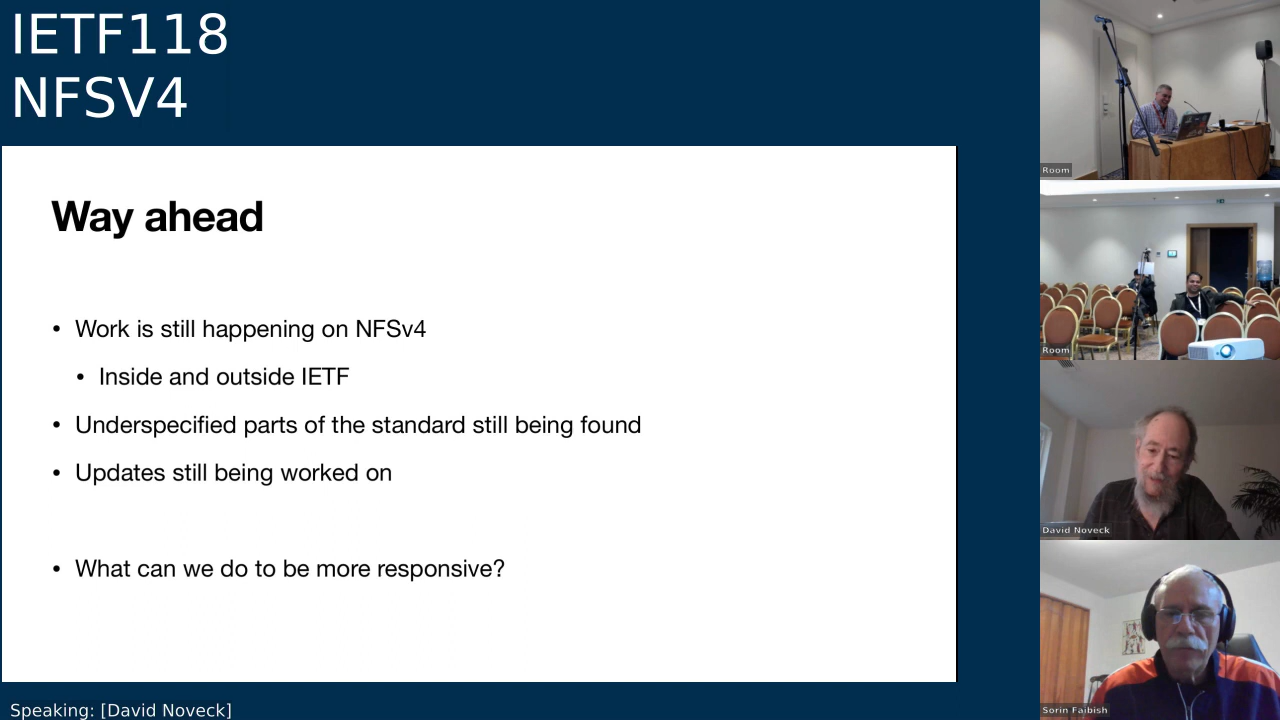 IETF118
NFSV4
Way ahead
• Work is still happening on NFSv4
• Inside and outside IETF
• Underspecified parts of the standard still being found
• Updates still being worked on
• What can we do to be more responsive?
Speaking: [David Noveck]
Room
Room
David Noveck
Sorin Faibish